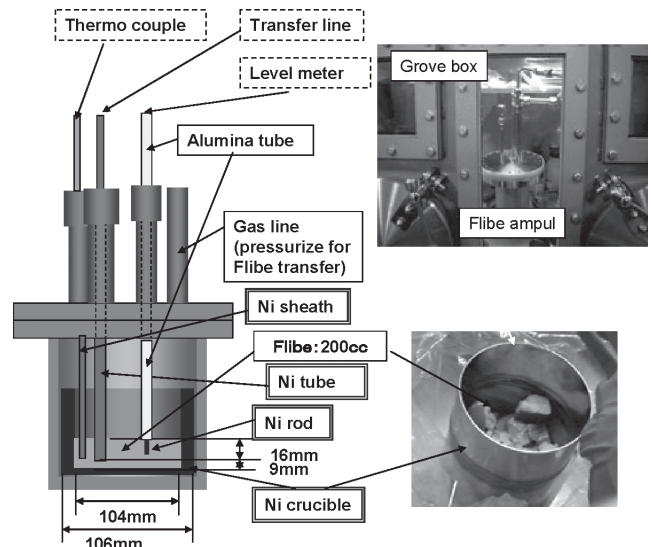 Thermo couple
Transfer line
Level meter
Alumina tube
Gas line
(pressurize for
Flibe transfer)
Ni sheath
Flibe:200cc
Ni tube
Ni rod
16mm
9mm
Ni crucible
104mm
106mm
Grove box
Flibe ampul